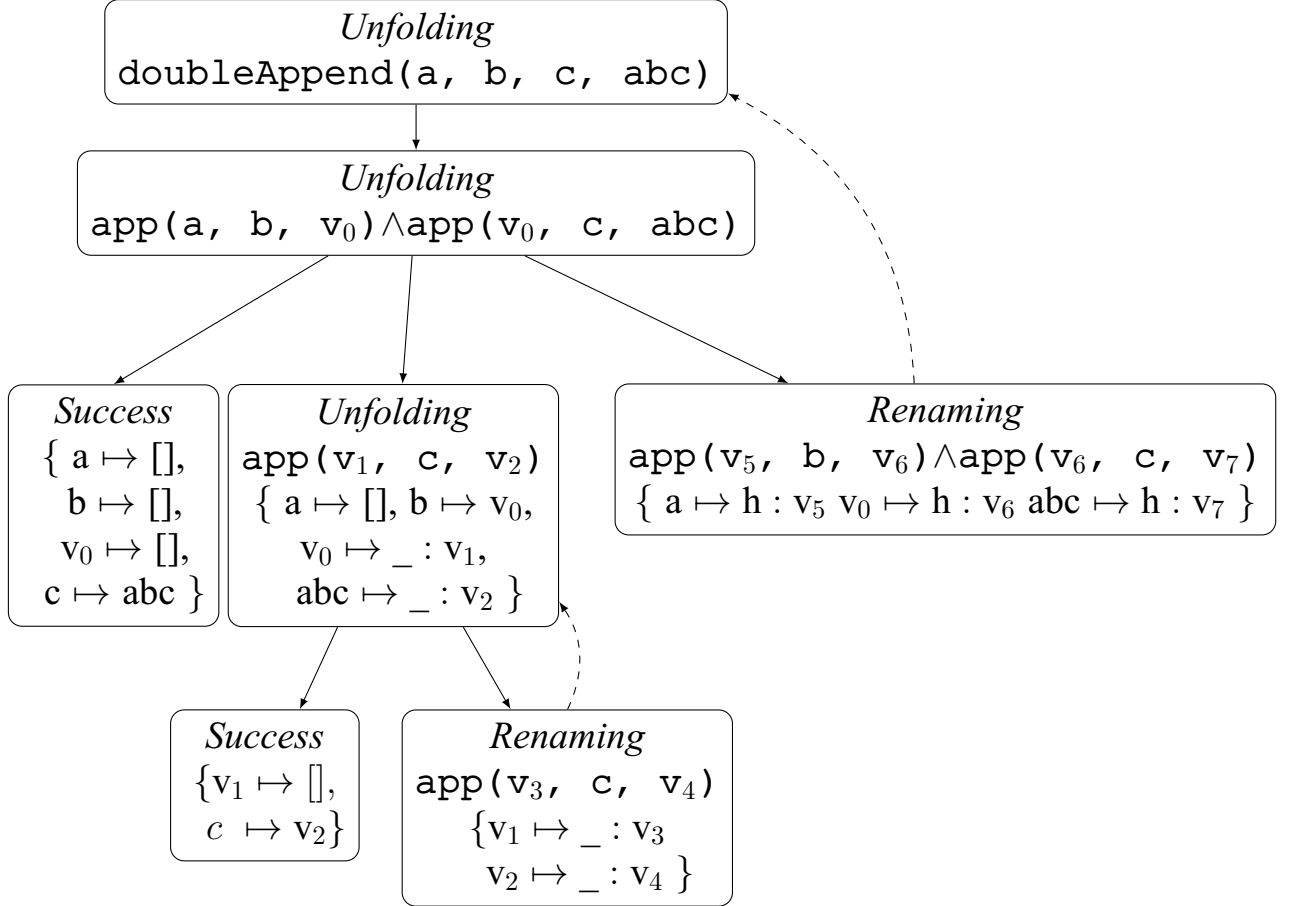 Unfolding
doubleAppend(a, b, c, abc)
Unfolding
app(a, b, v₀)∧app(v₀, c, abc)
Success
{ a ↦ [],
b ↦ [],
v₀ ↦ [],
c ↦ abc }
Unfolding
app(v₁, c, v₂)
{ a ↦ [], b ↦ v₀,
v₀ ↦ _ : v₁,
abc ↦ _ : v₂ }
Renaming
app(v₅, b, v₆)∧app(v₆, c, v₇)
{ a ↦ h : v₅ v₀ ↦ h : v₆ abc ↦ h : v₇ }
Success
{v₁ ↦ [],
c ↦ v₂}
Renaming
app(v₃, c, v₄)
{v₁ ↦ _ : v₃
v₂ ↦ _ : v₄ }